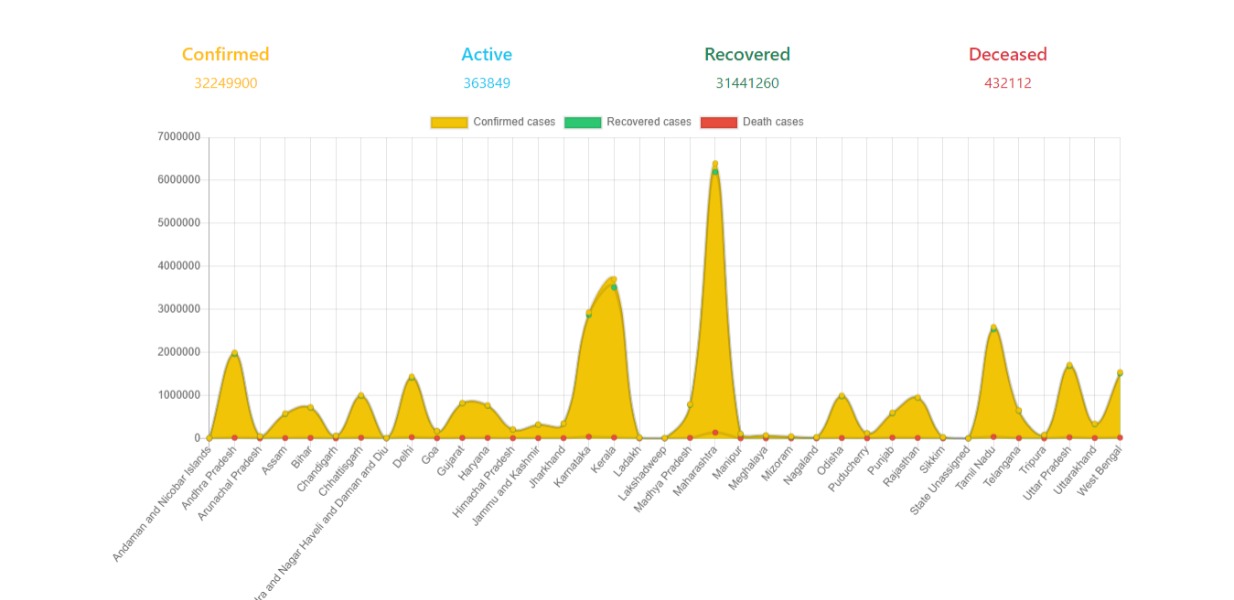 Confirmed Active Recovered Deceased
32249900 363849 31441260 432112
Confirmed cases Recovered cases Death cases
7000000
6000000
5000000
4000000
3000000
2000000
1000000
0
Andaman and Nicobar Islands
Andhra Pradesh
Arunachal Pradesh
Assam
Bihar
Chandigarh
Chhattisgarh
dra and Nagar Haveli and Daman and Diu
Delhi
Goa
Gujarat
Haryana
Himachal Pradesh
Jammu and Kashmir
Jharkhand
Karnataka
Kerala
Ladakh
Lakshadweep
Madhya Pradesh
Maharashtra
Manipur
Meghalaya
Mizoram
Nagaland
Odisha
Puducherry
Punjab
Rajasthan
Sikkim
State Unassigned
Tamil Nadu
Telangana
Tripura
Uttar Pradesh
Uttarakhand
West Bengal